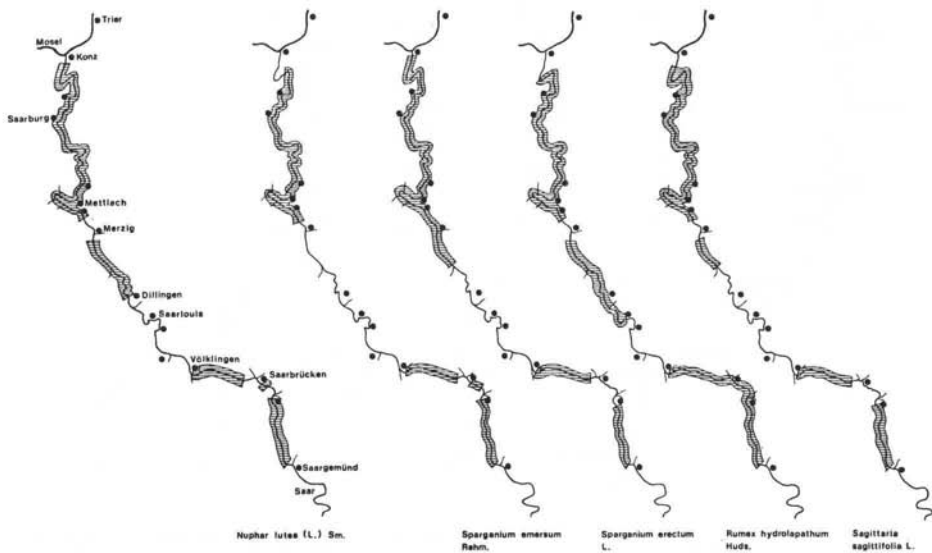 Trier
Mosel
Konz
Saarburg
Mettlach
Merzig
Dillingen
Saarlouis
Völklingen
Saarbrücken
Saargemünd
Saar
Nuphar lutea (L.) Sm.
Sparganium emersum
Rehm.
Sparganium erectum
L.
Rumex hydrolapathum
Huds.
Sagittaria
sagittifolia L.